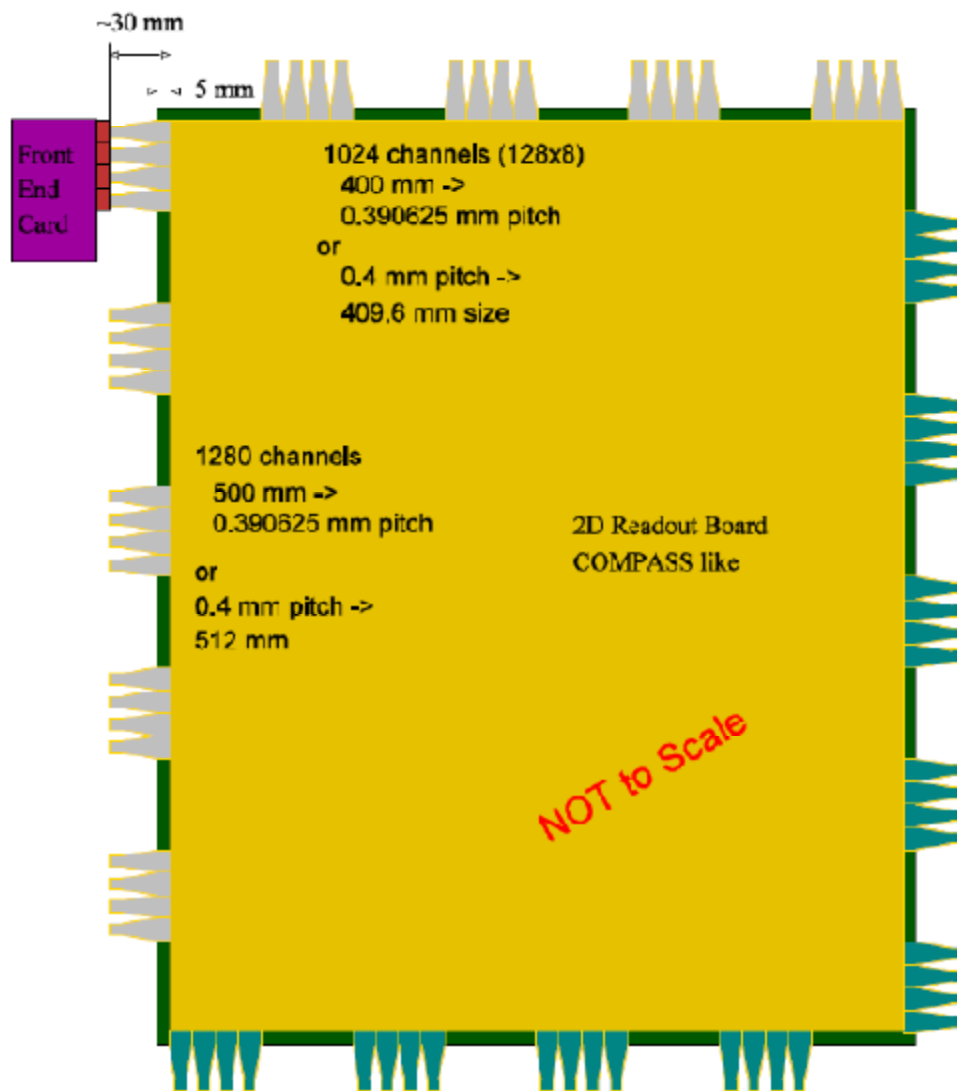 ~30 mm
5 mm
Front
End
Card
1024 channels (128x8)
400 mm ->
0.390625 mm pitch
or
0.4 mm pitch ->
409,6 mm size
1280 channels
500 mm ->
0.390625 mm pitch
or
0.4 mm pitch ->
512 mm
2D Readout Board
COMPASS like
NOT to Scale